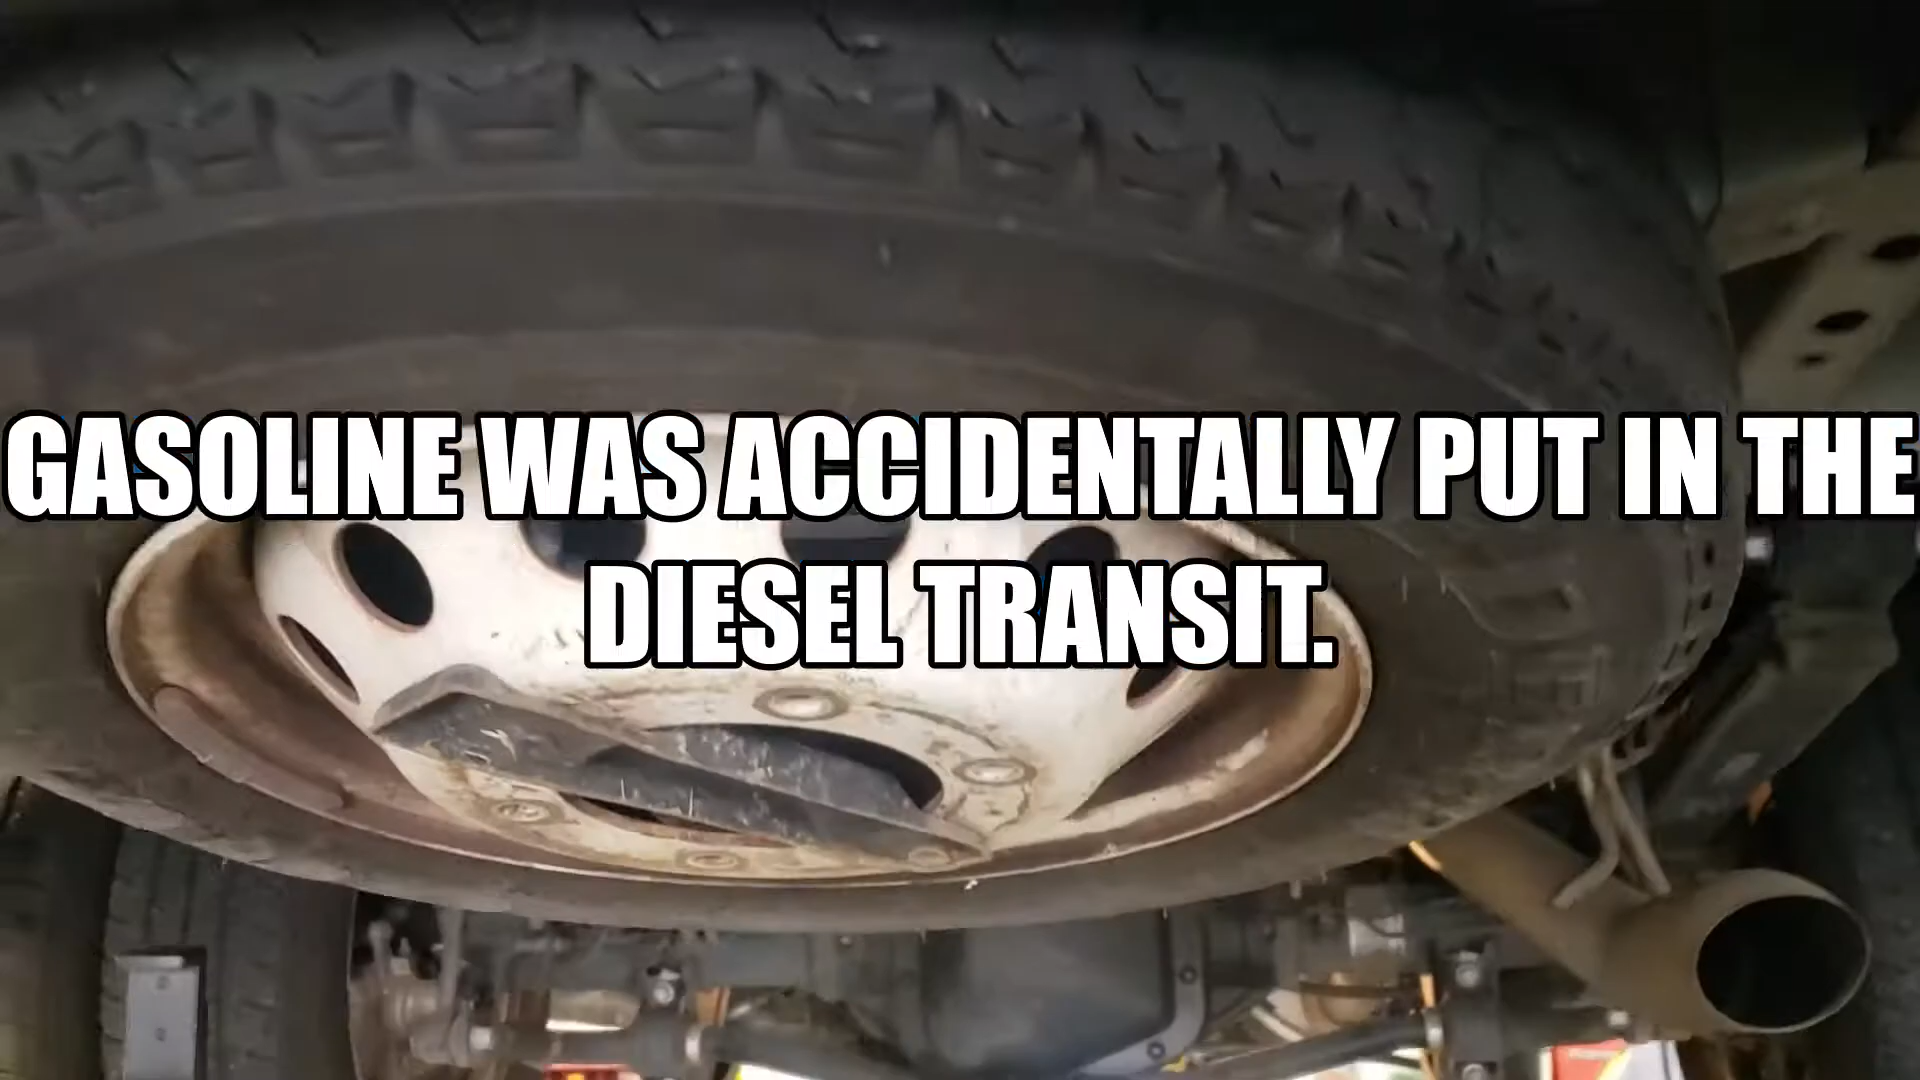 GASOLINE WAS ACCIDENTALLY PUT IN THE
DIESEL TRANSIT.